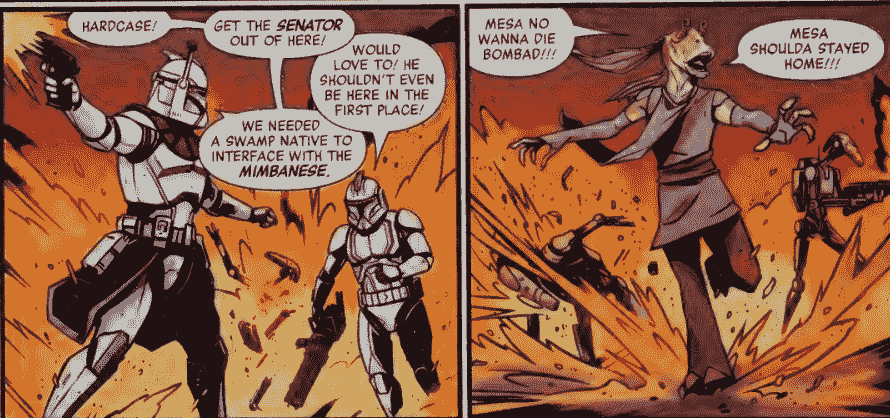 HARDCASE!
GET THE SENATOR
OUT OF HERE!
WE NEEDED
A SWAMP NATIVE TO
INTERFACE WITH THE
MIMBANESE.
WOULD
LOVE TO! HE
SHOULDN'T EVEN
BE HERE IN THE
FIRST PLACE!
MESA NO
WANNA DIE
BOMBAD!!!
MESA
SHOULDA STAYED
HOME!!!